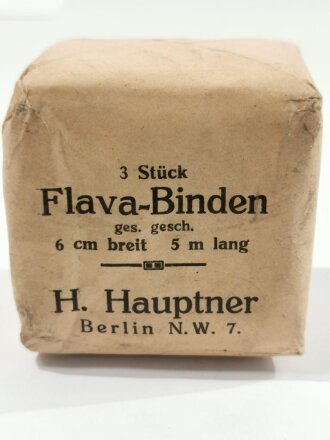 3 Stück
Flava-Binden
ges. gesch.
6 cm breit 5 m lang
H. Hauptner
Berlin N.W. 7.